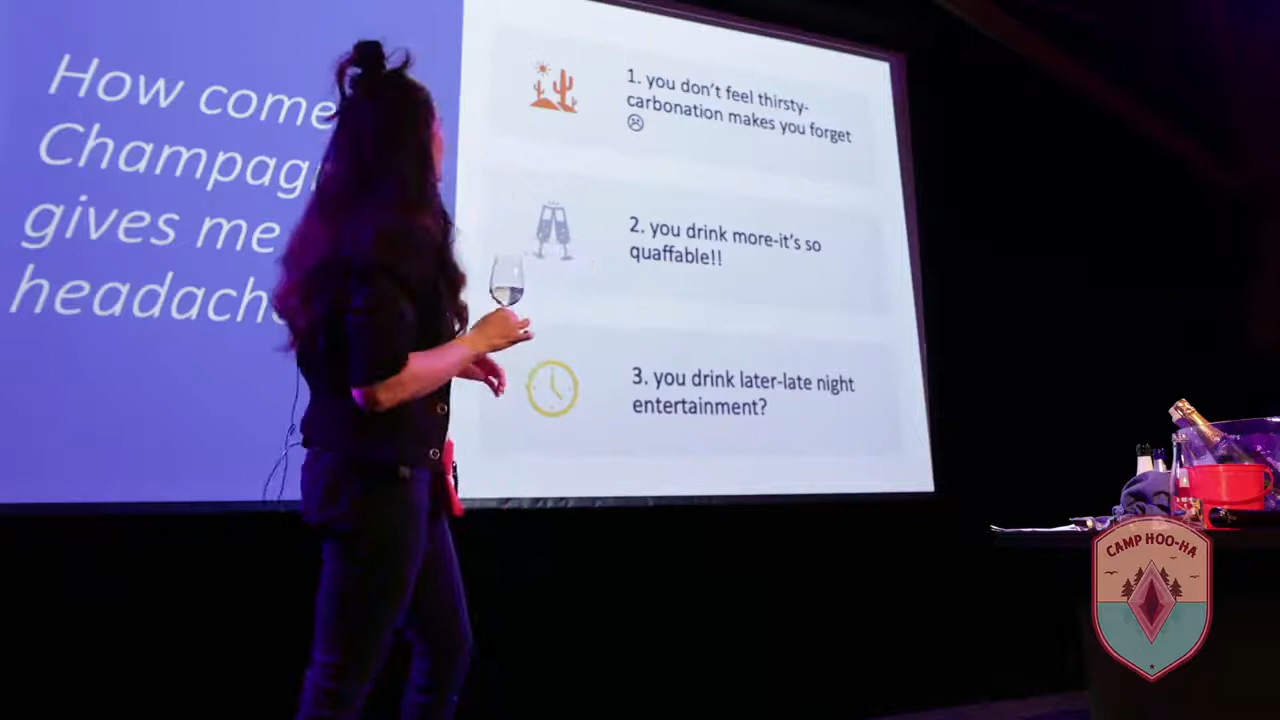 How come
Champag
gives me
headach
1. you don't feel thirsty-
carbonation makes you forget
☹
2. you drink more-it's so
quaffable!!
3. you drink later-late night
entertainment?
CAMP HOO-HA